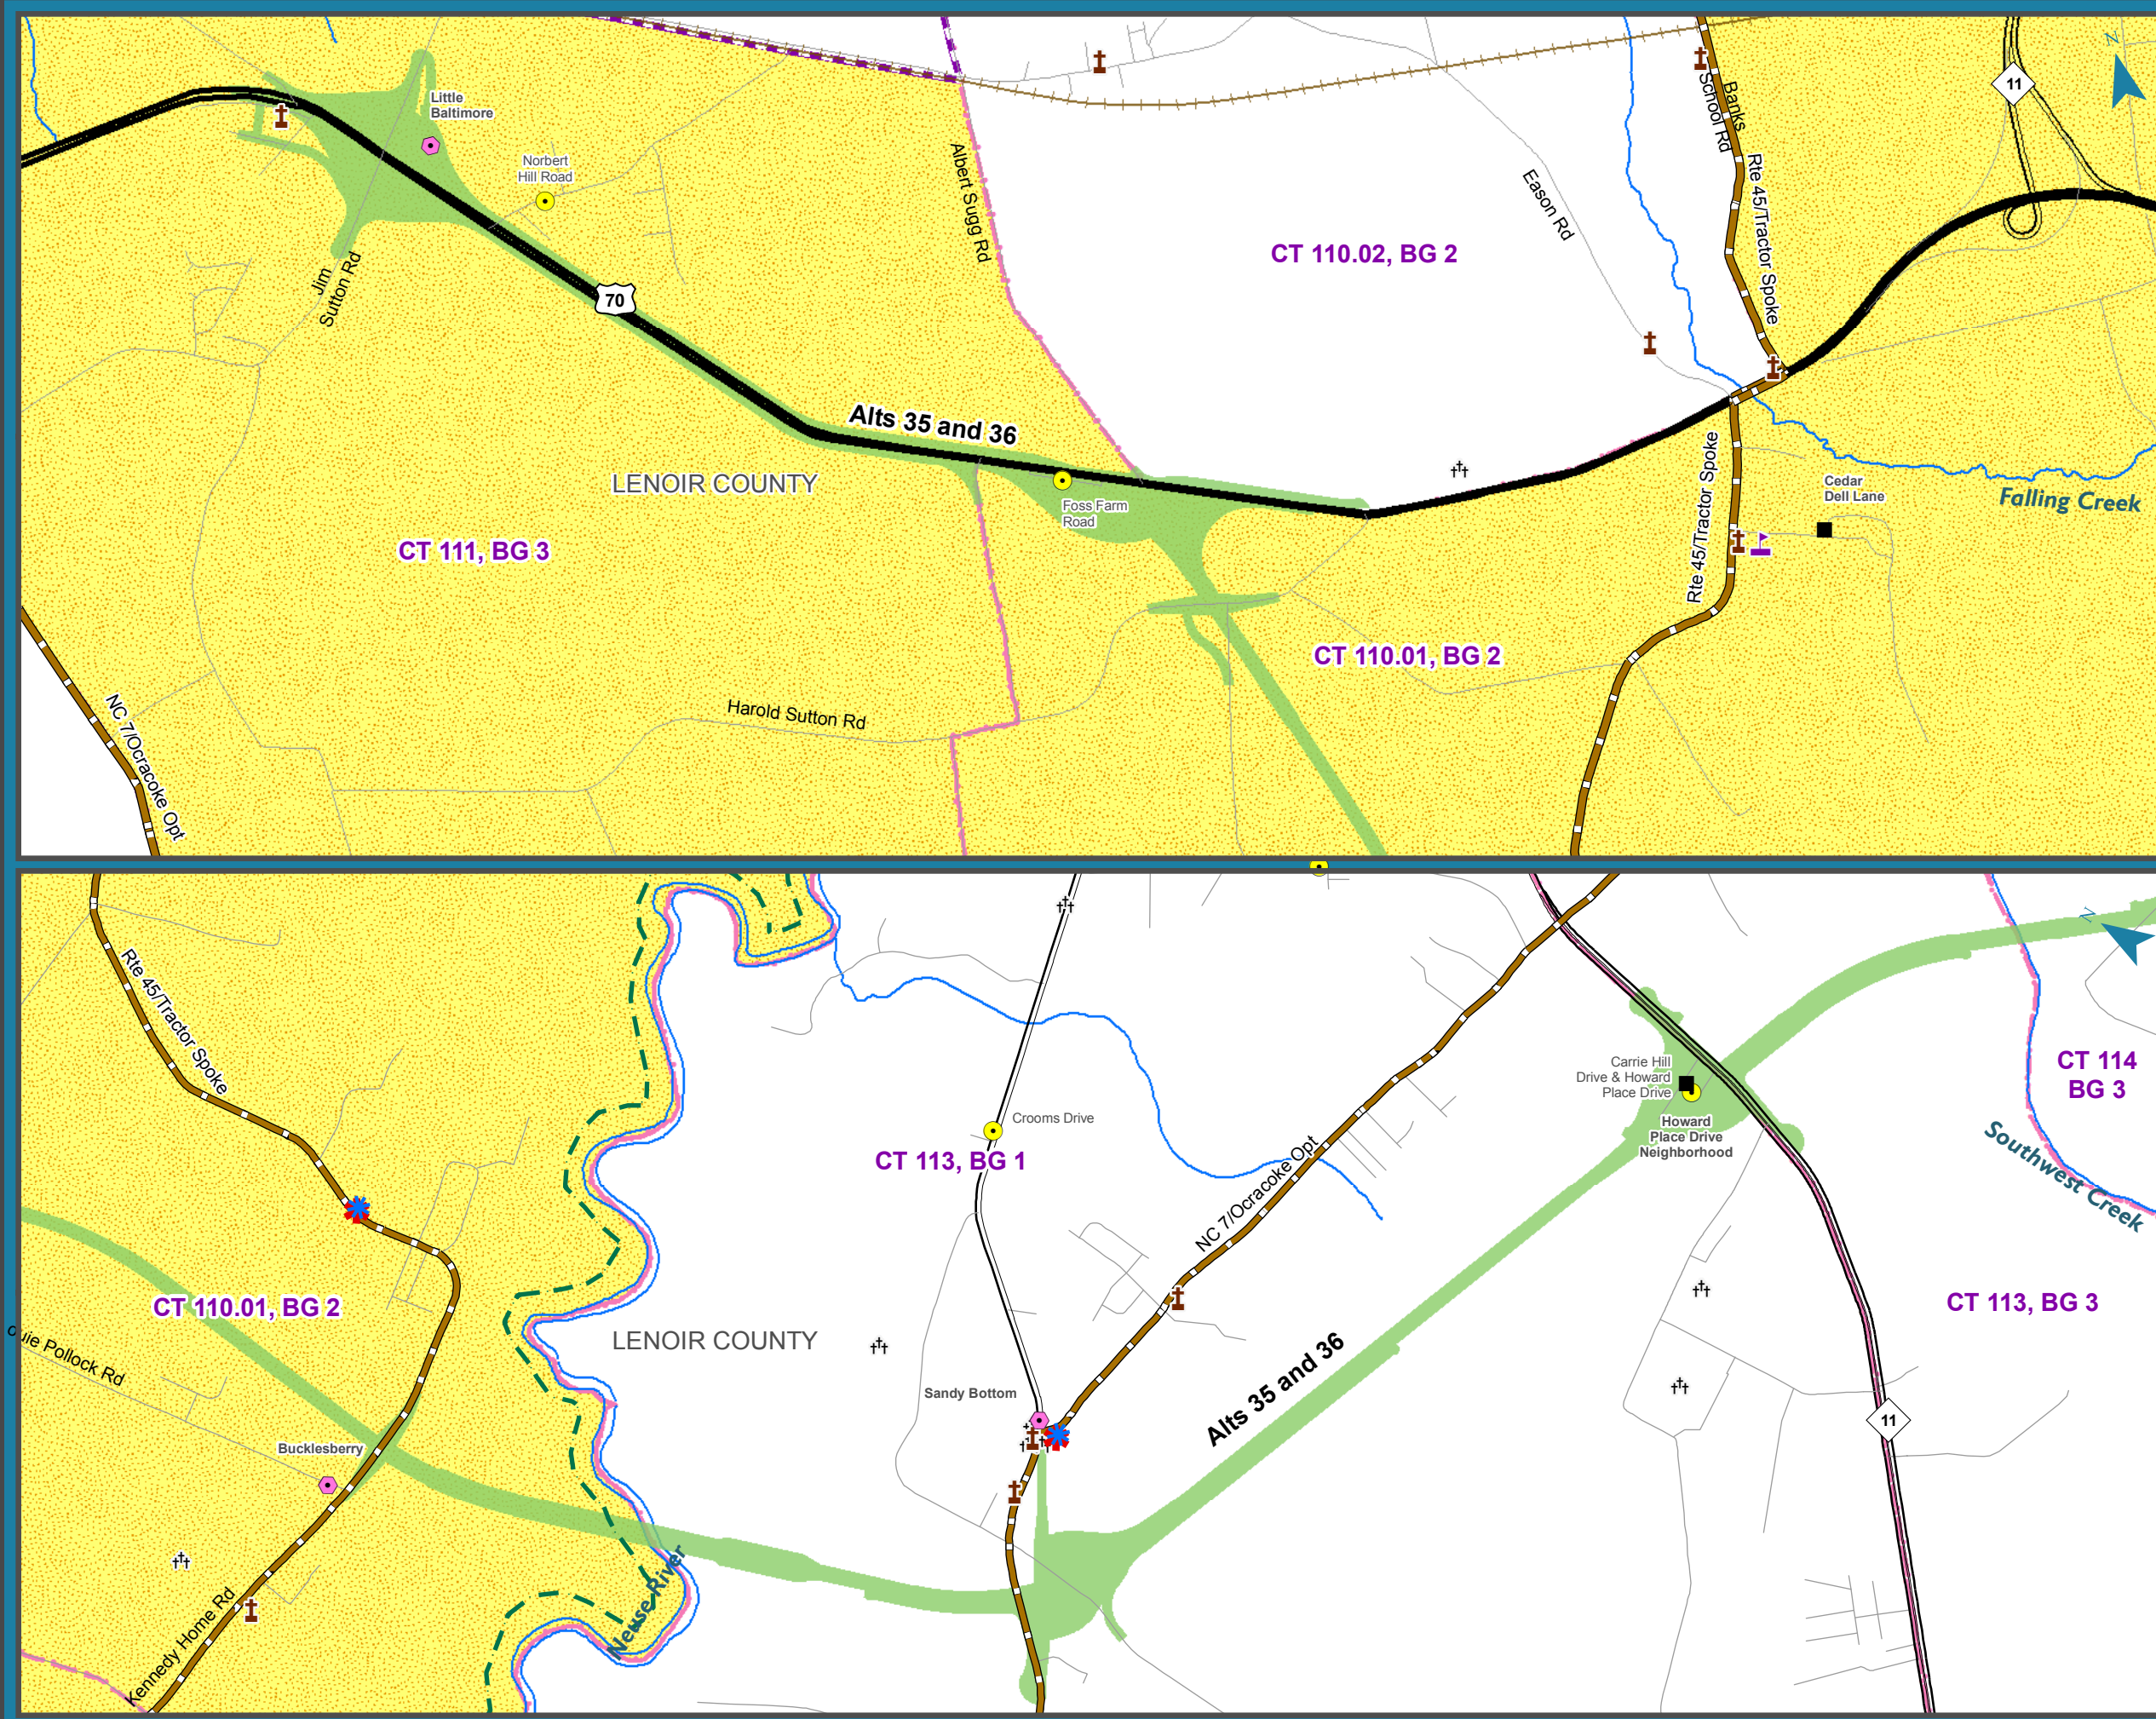 N
11
Little
Baltimore
Norbert
Hill Road
Albert Sugg Rd
Banks
School Rd
Rte 45/Tractor Spoke
Eason Rd
CT 110.02, BG 2
Jim
Sutton Rd
70
Alts 35 and 36
LENOIR COUNTY
Foss Farm
Road
Cedar
Dell Lane
Falling Creek
Rte 45/Tractor Spoke
CT 111, BG 3
CT 110.01, BG 2
Harold Sutton Rd
NC 7/Ocracoke Opt
N
Rte 45/Tractor Spoke
Carrie Hill
Drive & Howard
Place Drive
CT 114
BG 3
Crooms Drive
Howard
Place Drive
Neighborhood
CT 113, BG 1
Southwest Creek
NC 7/Ocracoke Opt
CT 110.01, BG 2
CT 113, BG 3
LENOIR COUNTY
ouie Pollock Rd
Alts 35 and 36
Sandy Bottom
11
Bucklesberry
Neuse River
Kennedy Home Rd